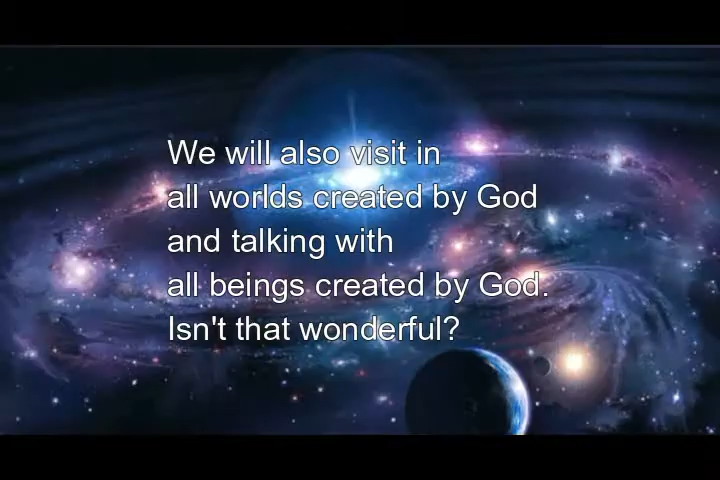 We will also visit in
all worlds created by God
and talking with
all beings created by God.
Isn't that wonderful?